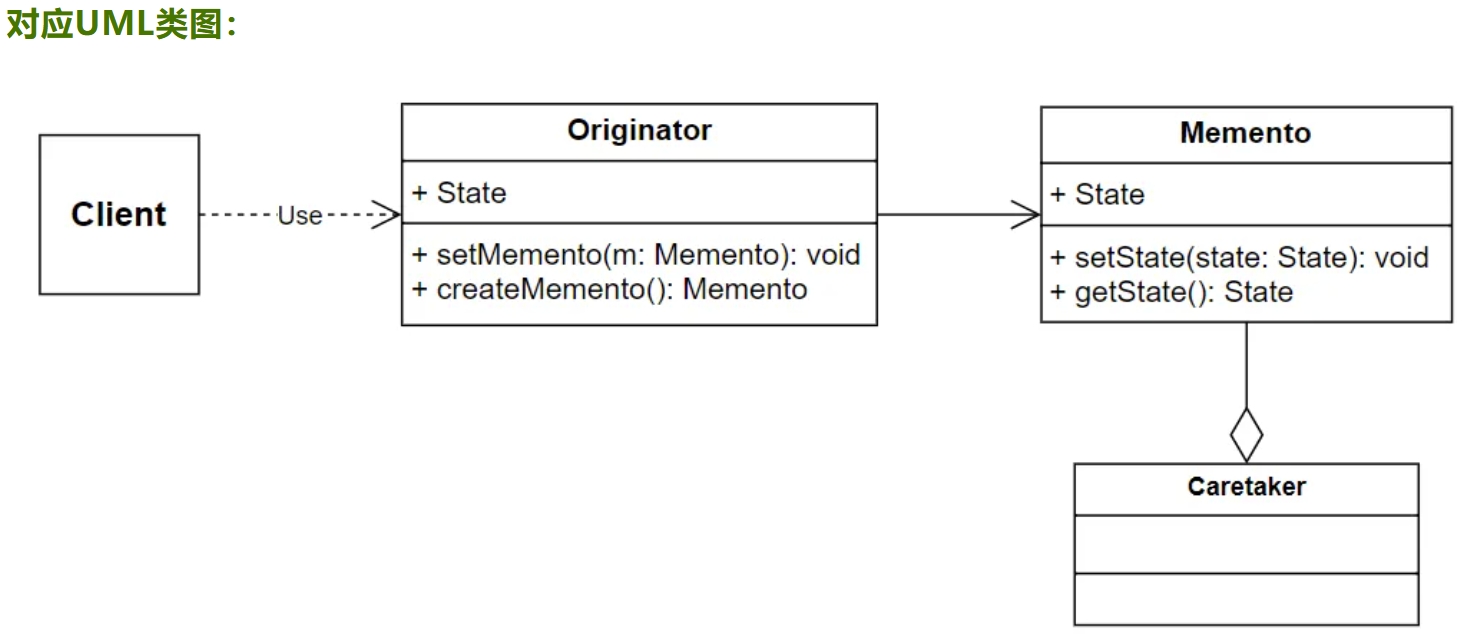 对应UML类图：
Client
Use
Originator
+ State
+ setMemento(m: Memento): void
+ createMemento(): Memento
Memento
+ State
+ setState(state: State): void
+ getState(): State
Caretaker